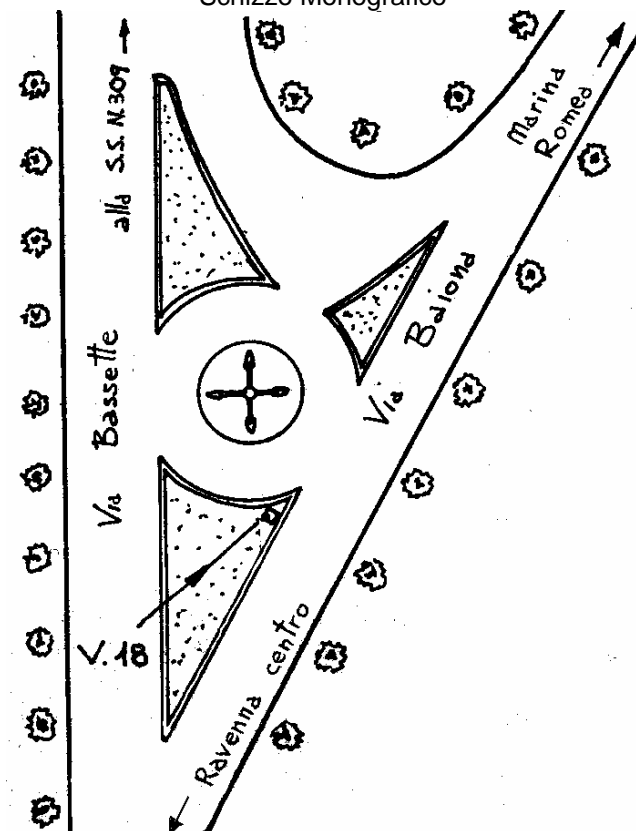 Schizzo Monografico
alla S.S. N.309
Marina
Romea
Via Bassette
Via Baiona
V. 18
Ravenna centro